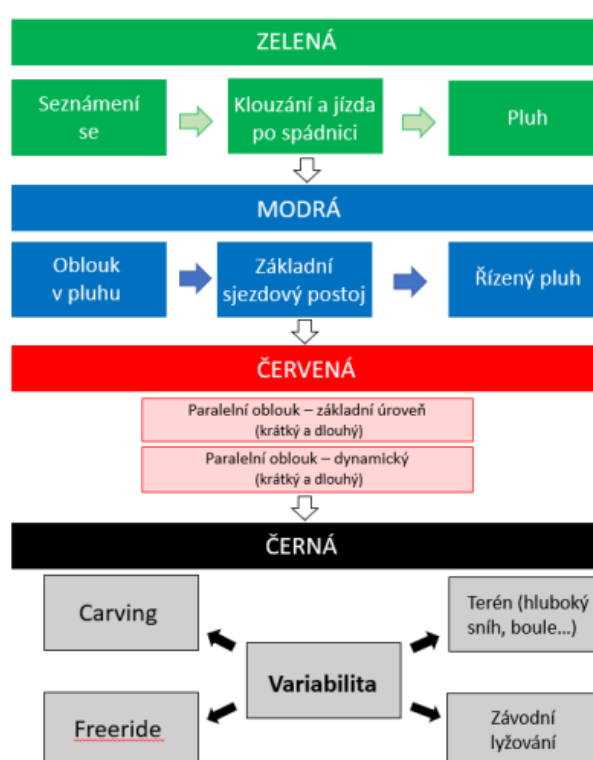 ZELENÁ
Seznámení
se
Klouzání a jízda
po spádnici
Pluh
MODRÁ
Oblouk
v pluhu
Základní
sjezdový postoj
Řízený pluh
ČERVENÁ
Paralelní oblouk – základní úroveň
(krátký a dlouhý)
Paralelní oblouk – dynamický
(krátký a dlouhý)
ČERNÁ
Carving
Terén (hluboký
sníh, boule...)
Variabilita
Freeride
Závodní
lyžování